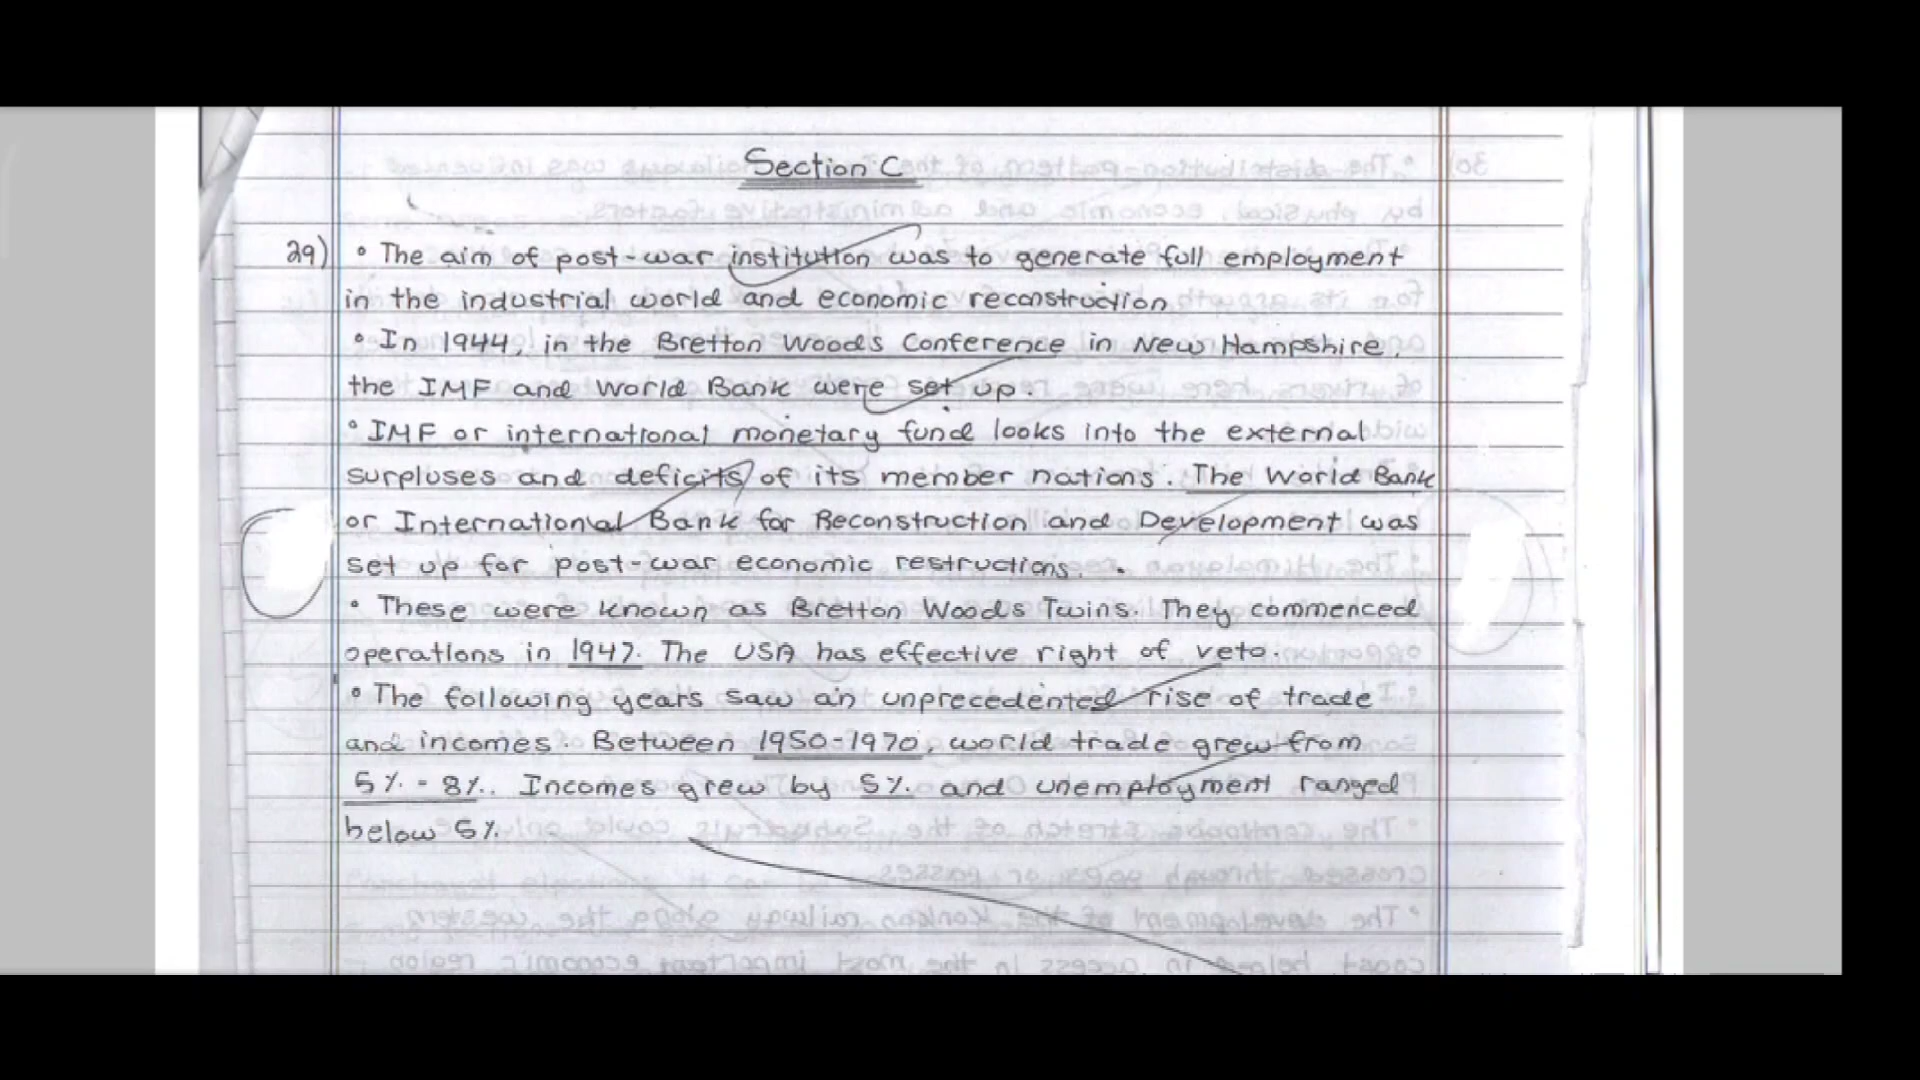 Section C
29) • The aim of post-war institution was to generate full employment
in the industrial world and economic reconstruction
• In 1944, in the Bretton Woods Conference in New Hampshire,
the IMF and World Bank were set up.
• IMF or international monetary fund looks into the external
surpluses and deficits of its member nations. The World Bank
or International Bank for Reconstruction and Development was
set up for post-war economic restructions.
• These were known as Bretton Woods Twins. They commenced
operations in 1947. The USA has effective right of veto.
• The following years saw an unprecedented rise of trade
and incomes. Between 1950-1970, world trade grew from
5% - 8%. Incomes grew by 5%. and unemployment ranged
below 5%.